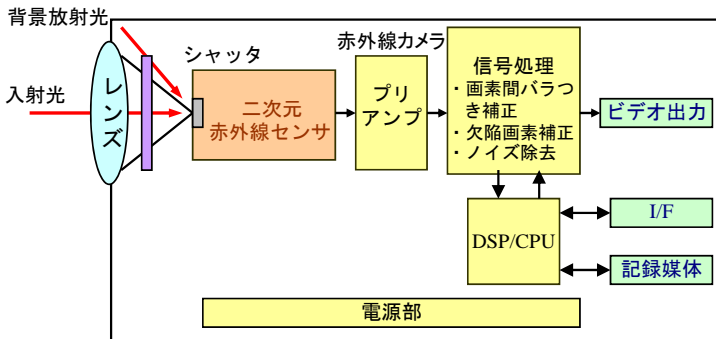 背景放射光
シャッタ
赤外線カメラ
入射光
レンズ
二次元
赤外線センサ
プリ
アンプ
信号処理
・画素間バラつ
き補正
・欠陥画素補正
・ノイズ除去
ビデオ出力
DSP/CPU
I/F
記録媒体
電源部